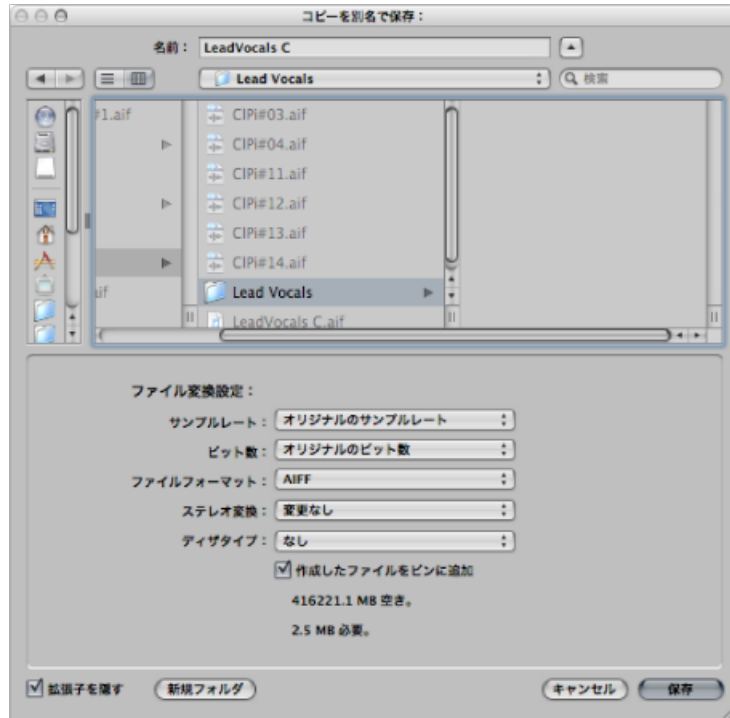 コピーを別名で保存：
名前： LeadVocals C
Lead Vocals
検索
#1.aif
CIPi#03.aif
CIPi#04.aif
CIPi#11.aif
CIPi#12.aif
CIPi#13.aif
CIPi#14.aif
aif Lead Vocals
LeadVocals C.aif
ファイル変換設定：
サンプルレート： オリジナルのサンプルレート
ビット数： オリジナルのビット数
ファイルフォーマット： AIFF
ステレオ変換： 変更なし
ディザタイプ： なし
作成したファイルをビンに追加
416221.1 MB 空き。
2.5 MB 必要。
拡張子を隠す 新規フォルダ キャンセル 保存